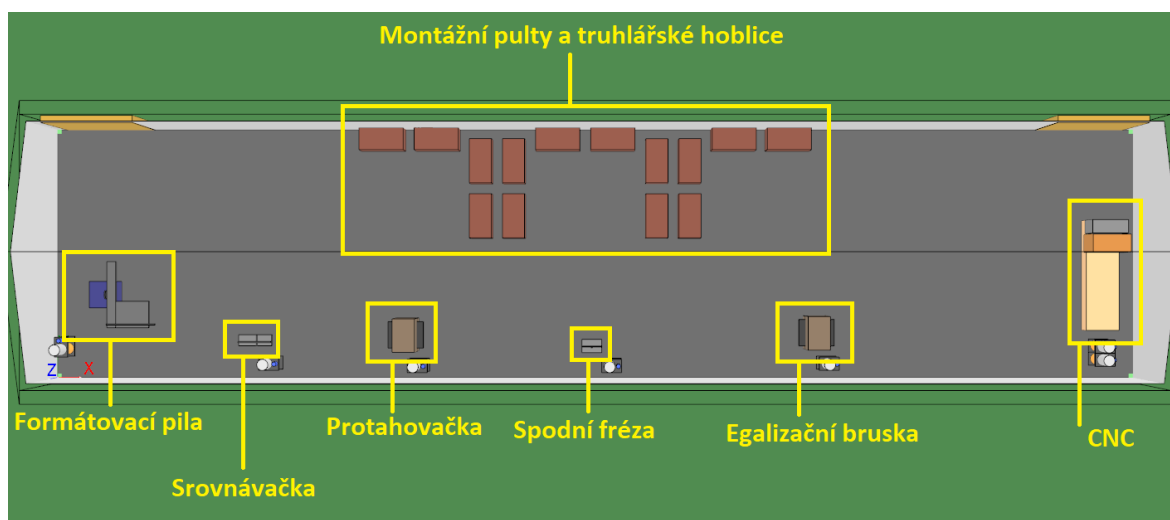 Montážní pulty a truhlářské hoblice
Z
X
Formátovací pila
Protahovačka
Spodní fréza
Egalizační bruska
CNC
Srovnávačka